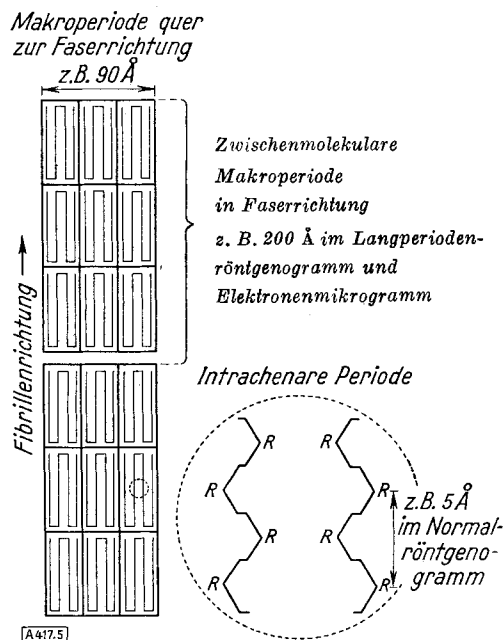 Makroperiode quer
zur Faserrichtung
z.B. 90 Å
Zwischenmolekulare
Makroperiode
in Faserrichtung
z. B. 200 Å im Langperioden-
röntgenogramm und
Elektronenmikrogramm
Fibrillenrichtung
Intrachenare Periode
R
R
R
R
R
R
R
R
z.B. 5 Å
im Normal-
röntgeno-
gramm
A 417.5